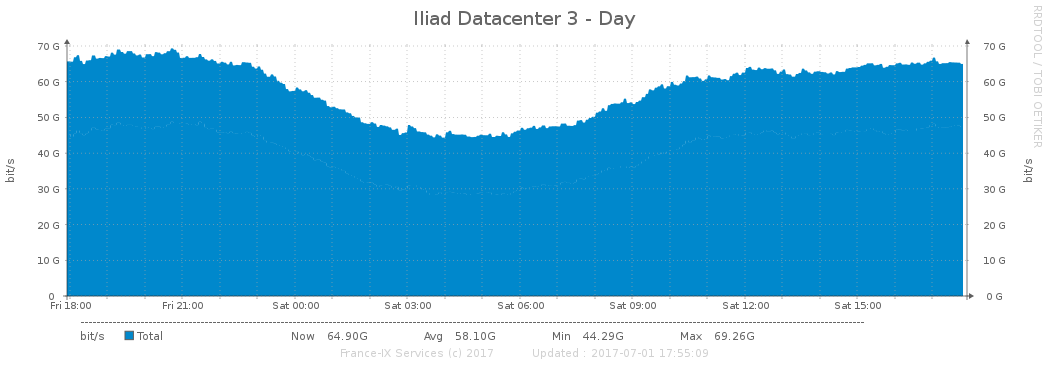 Iliad Datacenter 3 - Day
RRDTOOL / TOBI OETIKER
bit/s
70 G
60 G
50 G
40 G
30 G
20 G
10 G
0
70 G
60 G
50 G
40 G
30 G
20 G
10 G
0 G
bit/s
Fri 18:00 Fri 21:00 Sat 00:00 Sat 03:00 Sat 06:00 Sat 09:00 Sat 12:00 Sat 15:00
bit/s Total Now 64.90G Avg 58.10G Min 44.29G Max 69.26G
France-IX Services (c) 2017 Updated : 2017-07-01 17:55:09